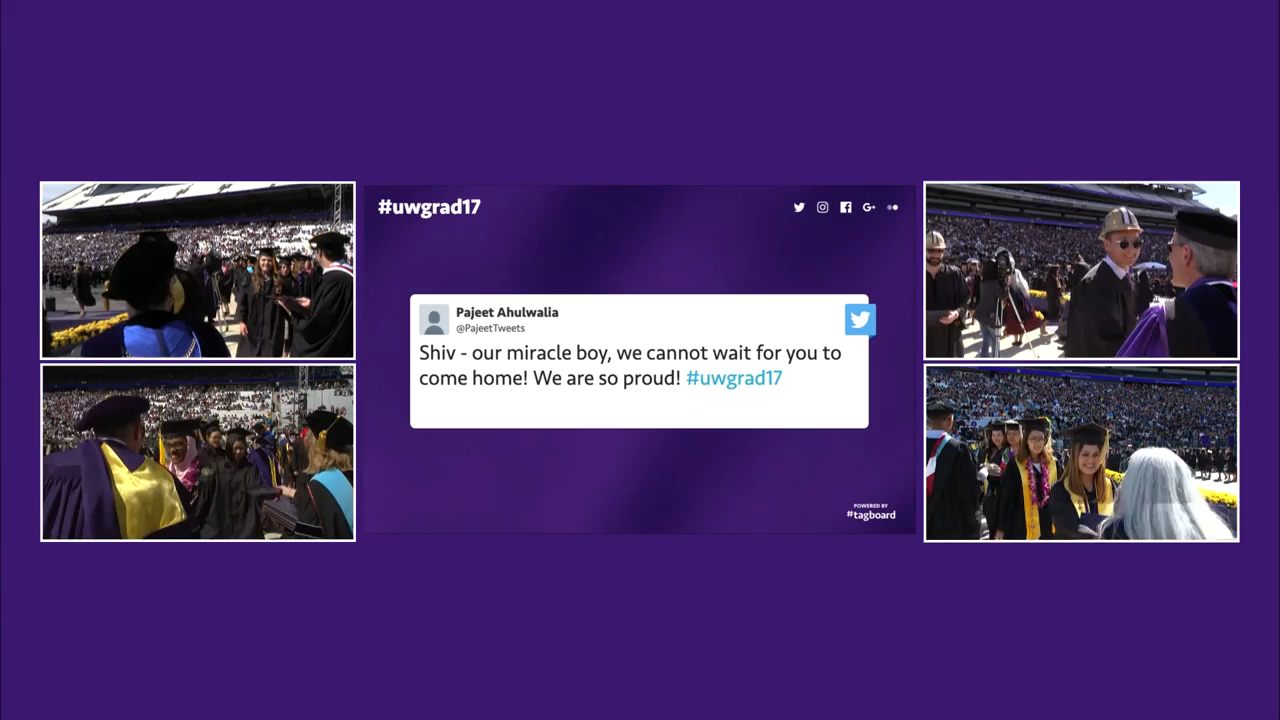 #uwgrad17
Pajeet Ahulwalia
@PajeetTweets
Shiv - our miracle boy, we cannot wait for you to
come home! We are so proud! #uwgrad17
POWERED BY
#tagboard